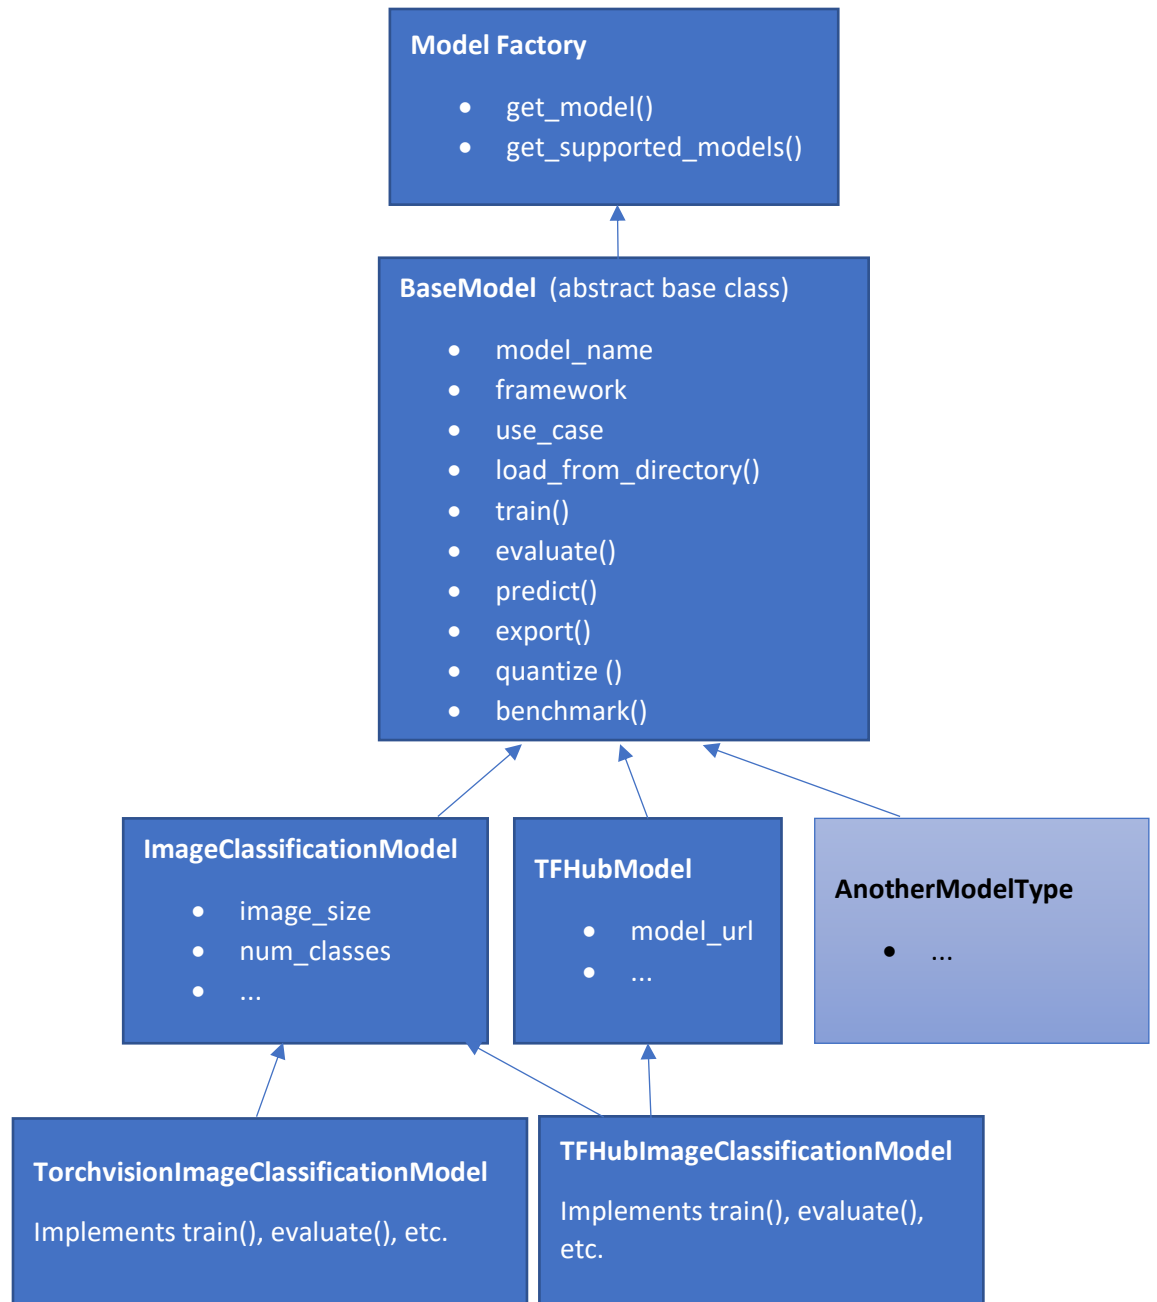 Model Factory
• get_model()
• get_supported_models()
BaseModel (abstract base class)
• model_name
• framework
• use_case
• load_from_directory()
• train()
• evaluate()
• predict()
• export()
• quantize ()
• benchmark()
ImageClassificationModel
• image_size
• num_classes
• ...
TFHubModel
• model_url
• ...
AnotherModelType
• ...
TorchvisionImageClassificationModel
Implements train(), evaluate(), etc.
TFHubImageClassificationModel
Implements train(), evaluate(),
etc.